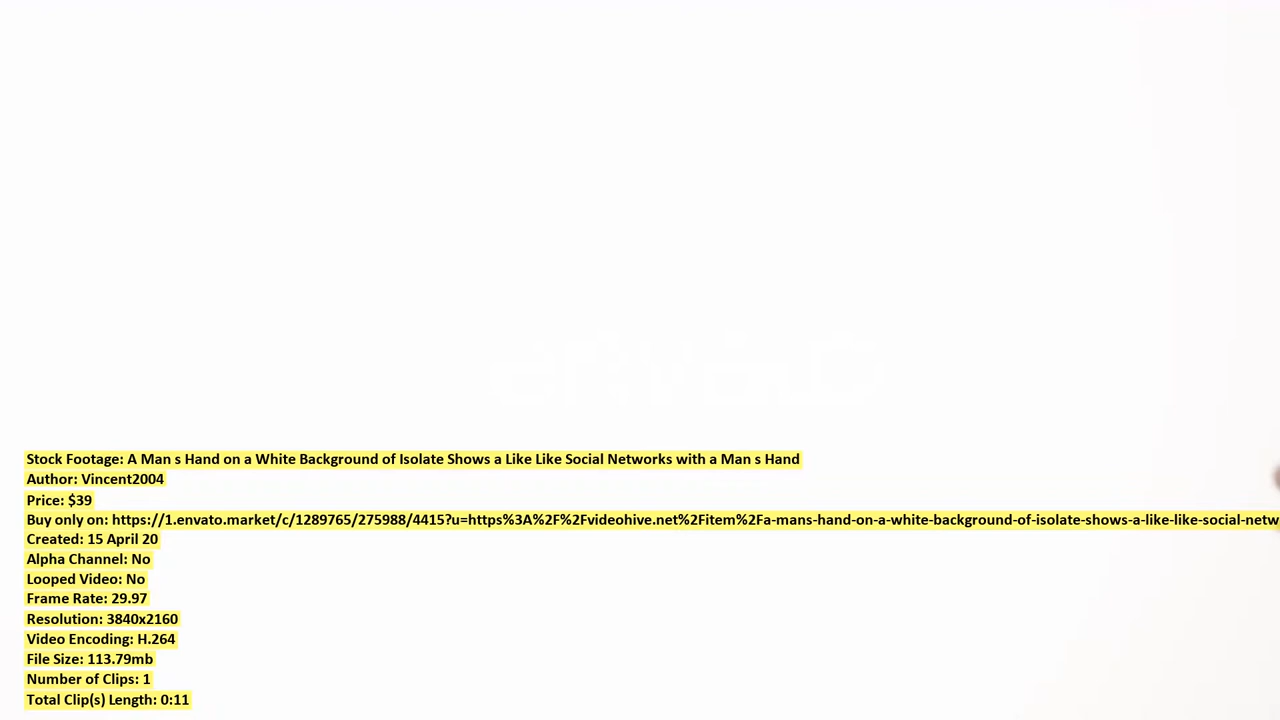 Stock Footage: A Man s Hand on a White Background of Isolate Shows a Like Like Social Networks with a Man s Hand
Author: Vincent2004
Price: $39
Buy only on: https://1.envato.market/c/1289765/275988/4415?u=https%3A%2F%2Fvideohive.net%2Fitem%2Fa-mans-hand-on-a-white-background-of-isolate-shows-a-like-like-social-netw
Created: 15 April 20
Alpha Channel: No
Looped Video: No
Frame Rate: 29.97
Resolution: 3840x2160
Video Encoding: H.264
File Size: 113.79mb
Number of Clips: 1
Total Clip(s) Length: 0:11